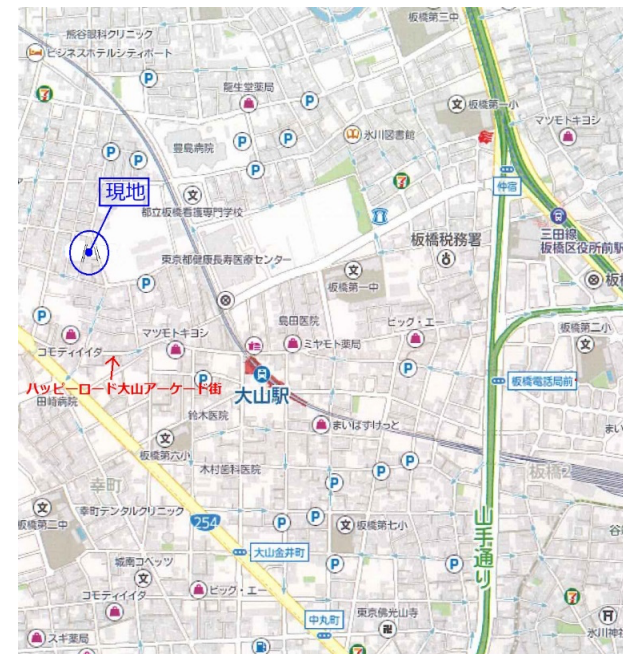 熊谷眼科クリニック
ビジネスホテルシティポート
板橋第三中
龍生堂薬局
板橋第一小
マツモトキヨシ
氷川図書館
豊島病院
仲宿
現地
都立板橋看護専門学校
三田線
板橋区役所前駅
板橋税務署
東京都健康長寿医療センター
板橋
板橋第一中
島田医院
ビッグ・エー
板橋第二小
マツモトキヨシ
ミヤモト薬局
コモディイイダ
ハッピーロード大山アーケード街
大山駅
板橋電話局前
田崎病院
鈴木医院
まいばすけっと
まい
板橋第六小
木村歯科医院
板橋2
幸町
幸町デンタルクリニック
254
山手通り
板橋第二中
板橋第七小
谷
大山金井町
城南コベッツ
コモディイイダ
ビッグ・エー
中丸町
東京佛光山寺
氷川神社
スギ薬局